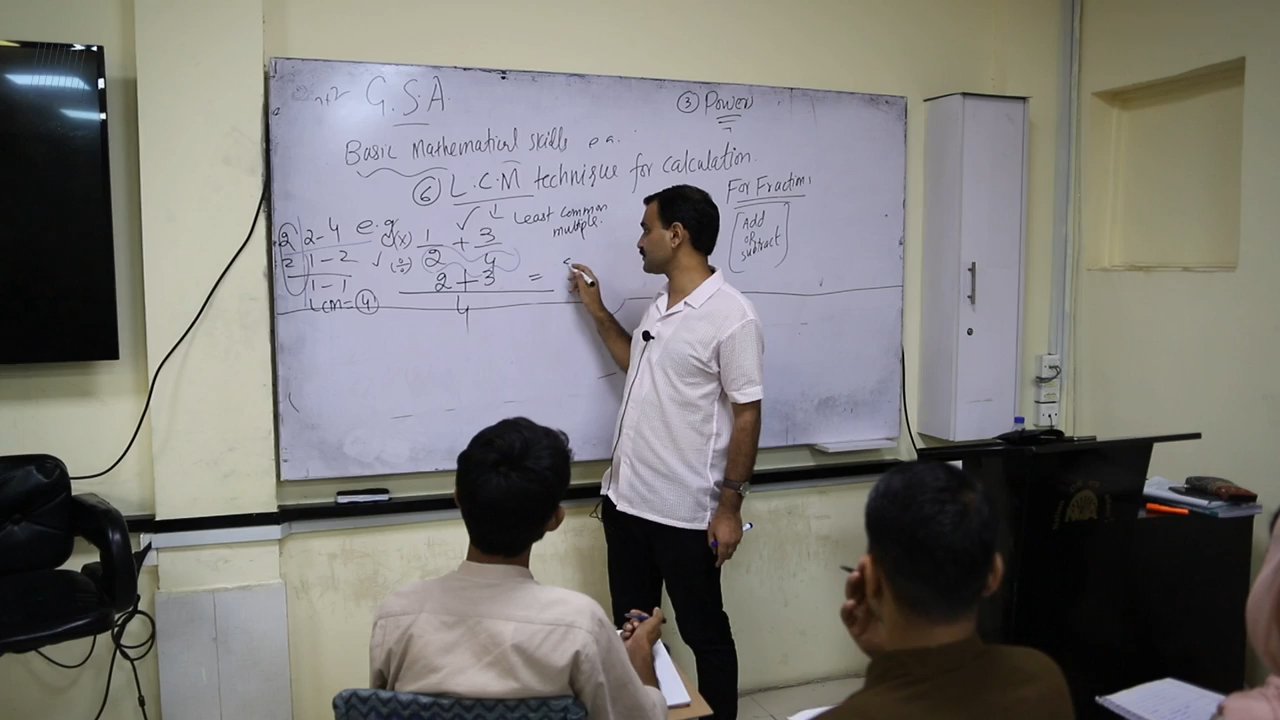 G.S.A.
③ Power
Basic Mathematical skills
⑥ L.C.M technique for calculation.
Least common
multiple.
For Fraction:
Add
or
subtract
e.g
2 | 2 - 4
2 | 1 - 2
1 - 1
LCM = ④
1/2 + 3/4
2 + 3 =
4